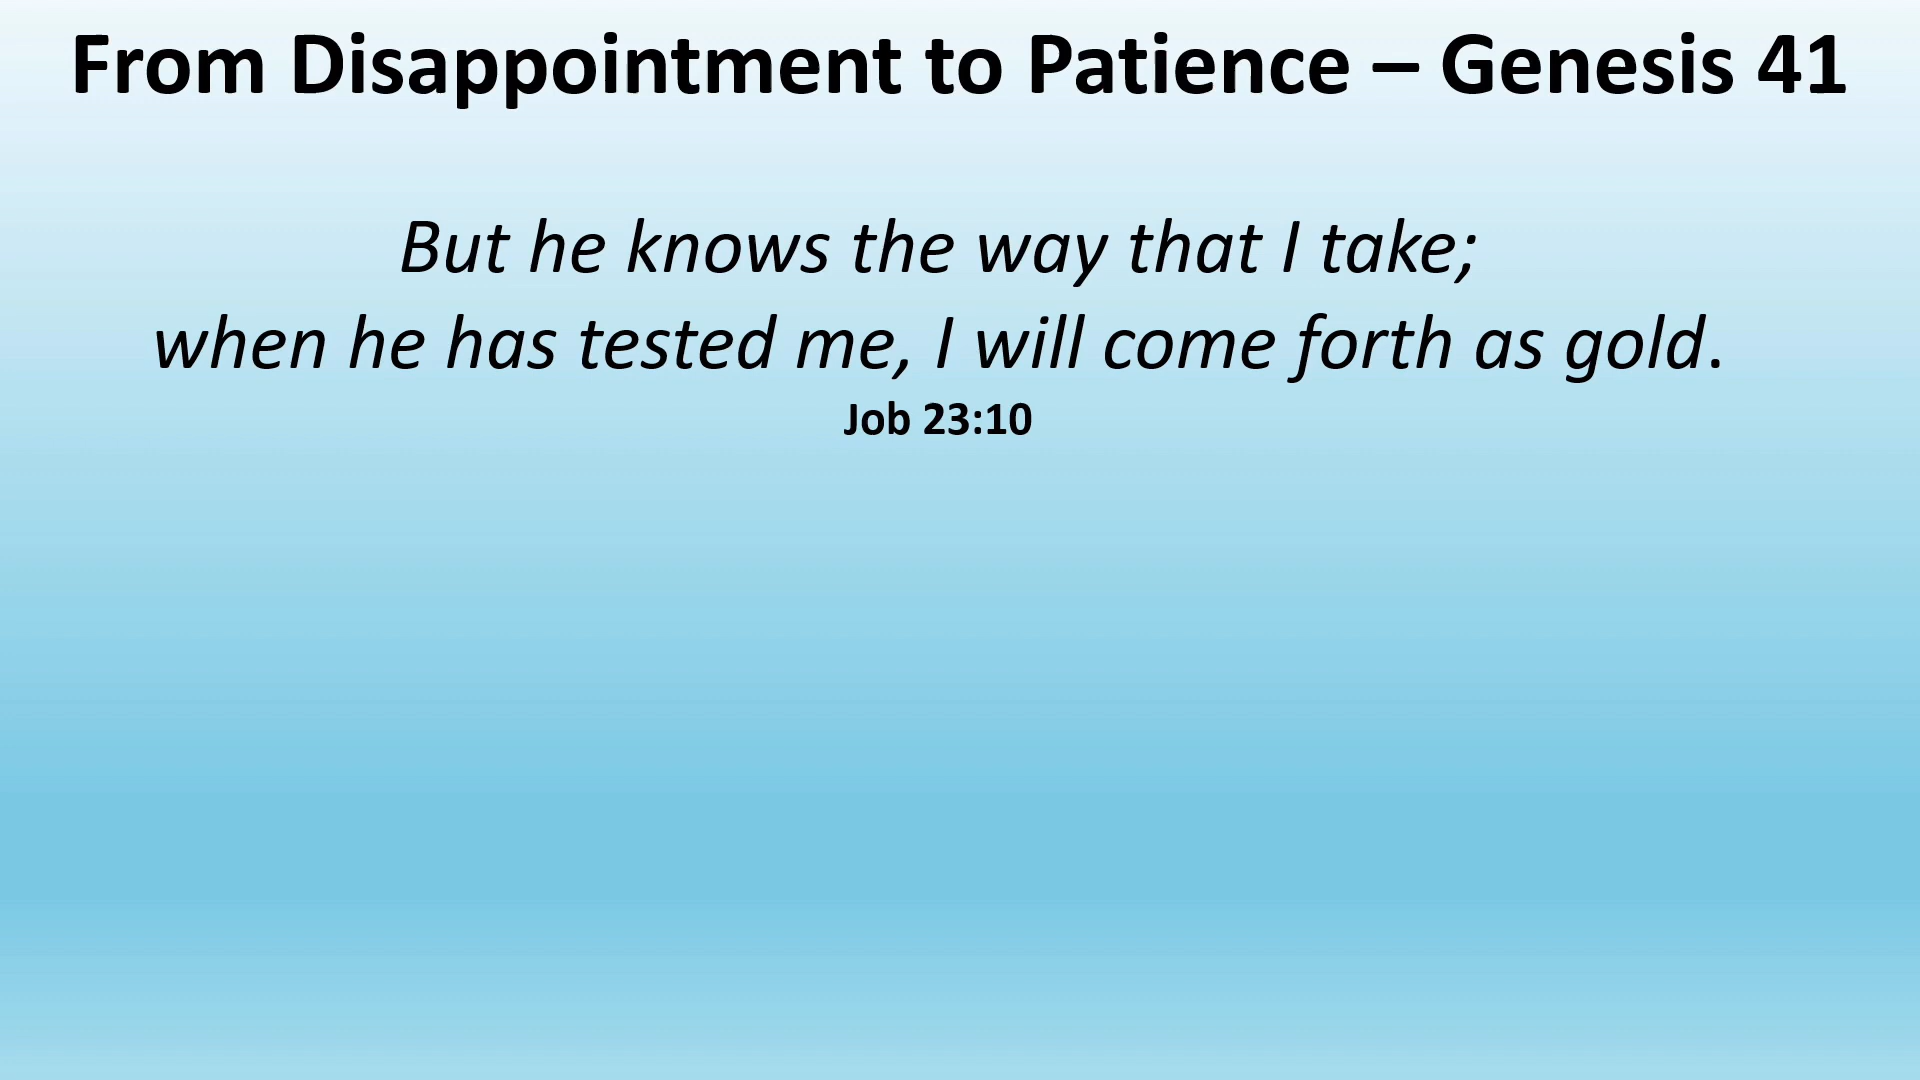 From Disappointment to Patience – Genesis 41
But he knows the way that I take;
when he has tested me, I will come forth as gold.
Job 23:10